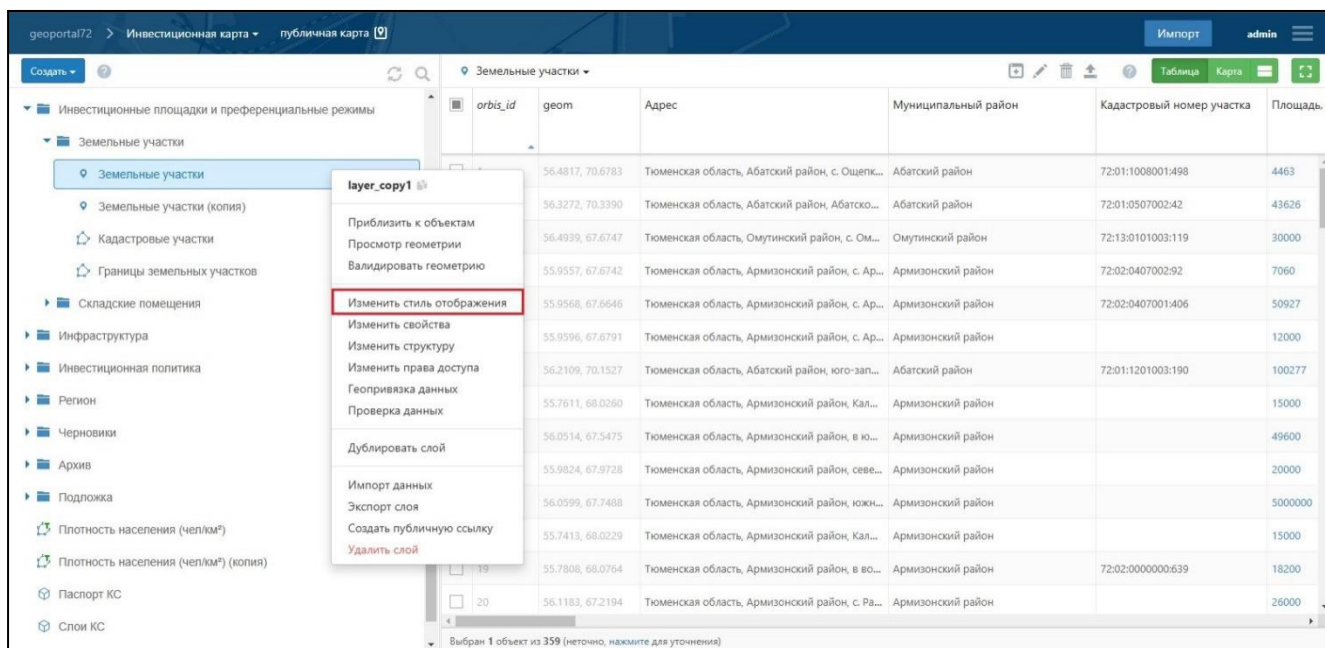 geoportal72 > Инвестиционная карта публичная карта Импорт admin
Создать Земельные участки Таблица Карта
Инвестиционные площадки и преференциальные режимы
Земельные участки
Земельные участки
Земельные участки (копия)
Кадастровые участки
Границы земельных участков
Складские помещения
Инфраструктура
Инвестиционная политика
Регион
Черновики
Архив
Подложка
Плотность населения (чел/км²)
Плотность населения (чел/км²) (копия)
Паспорт КС
Слои КС
layer_copy1
Приблизить к объектам
Просмотр геометрии
Валидировать геометрию
Изменить стиль отображения
Изменить свойства
Изменить структуру
Изменить права доступа
Геопривязка данных
Проверка данных
Дублировать слой
Импорт данных
Экспорт слоя
Создать публичную ссылку
Удалить слой
orbis_id geom Адрес Муниципальный район Кадастровый номер участка Площадь,
56.4817, 70.6783 Тюменская область, Абатский район, с. Ощепк... Абатский район 72:01:1008001:498 4463
56.3272, 70.3390 Тюменская область, Абатский район, Абатско... Абатский район 72:01:0507002:42 43626
56.4939, 67.6747 Тюменская область, Омутинский район, с. Ом... Омутинский район 72:13:0101003:119 30000
55.9557, 67.6742 Тюменская область, Армизонский район, с. Ар... Армизонский район 72:02:0407002:92 7060
55.9568, 67.6646 Тюменская область, Армизонский район, с. Ар... Армизонский район 72:02:0407001:406 50927
55.9596, 67.6791 Тюменская область, Армизонский район, с. Ар... Армизонский район 12000
56.2109, 70.1527 Тюменская область, Абатский район, юго-зап... Абатский район 72:01:1201003:190 100277
55.7611, 68.0260 Тюменская область, Армизонский район, Кал... Армизонский район 15000
56.0514, 67.5475 Тюменская область, Армизонский район, в ю... Армизонский район 49600
55.9824, 67.9728 Тюменская область, Армизонский район, севе... Армизонский район 20000
56.0599, 67.7488 Тюменская область, Армизонский район, южн... Армизонский район 5000000
55.7413, 68.0229 Тюменская область, Армизонский район, Кал... Армизонский район 15000
19 55.7808, 68.0764 Тюменская область, Армизонский район, в во... Армизонский район 72:02:0000000:639 18200
20 56.1183, 67.2194 Тюменская область, Армизонский район, с. Ра... Армизонский район 26000
Выбран 1 объект из 359 (неточно, нажмите для уточнения)